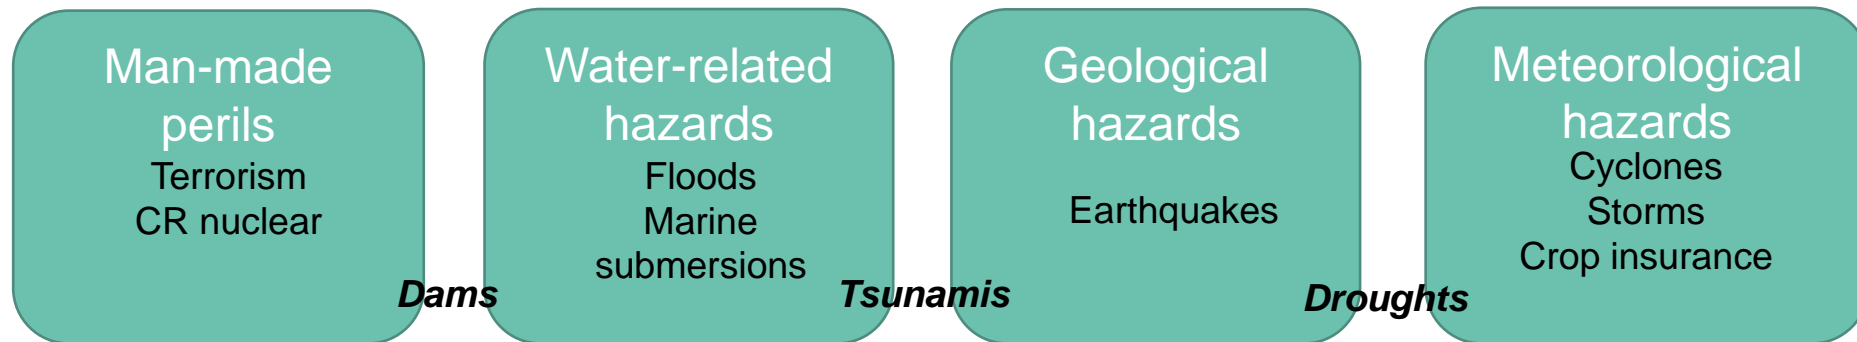 Man-made
perils
Terrorism
CR nuclear
Dams
Water-related
hazards
Floods
Marine
submersions
Tsunamis
Geological
hazards
Earthquakes
Droughts
Meteorological
hazards
Cyclones
Storms
Crop insurance